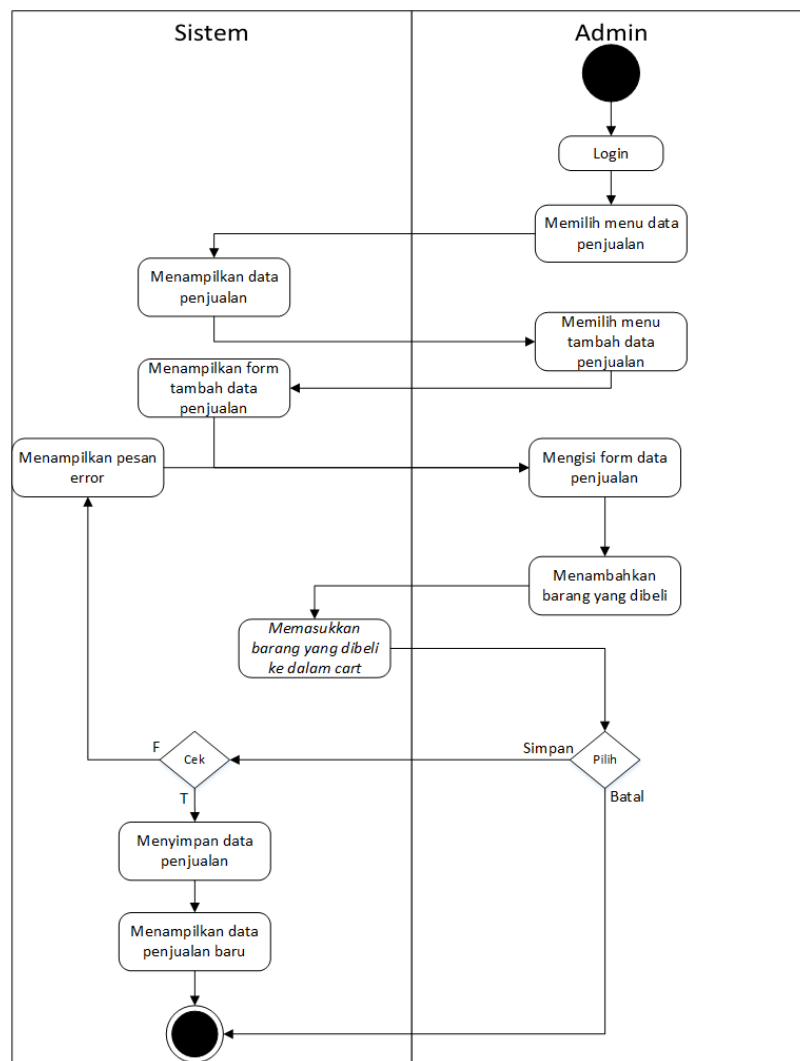 Sistem
Admin
Login
Memilih menu data
penjualan
Menampilkan data
penjualan
Memilih menu
tambah data
penjualan
Menampilkan form
tambah data
penjualan
Menampilkan pesan
error
Mengisi form data
penjualan
Menambahkan
barang yang dibeli
Memasukkan
barang yang dibeli
ke dalam cart
F
Cek
Simpan
Pilih
T
Batal
Menyimpan data
penjualan
Menampilkan data
penjualan baru